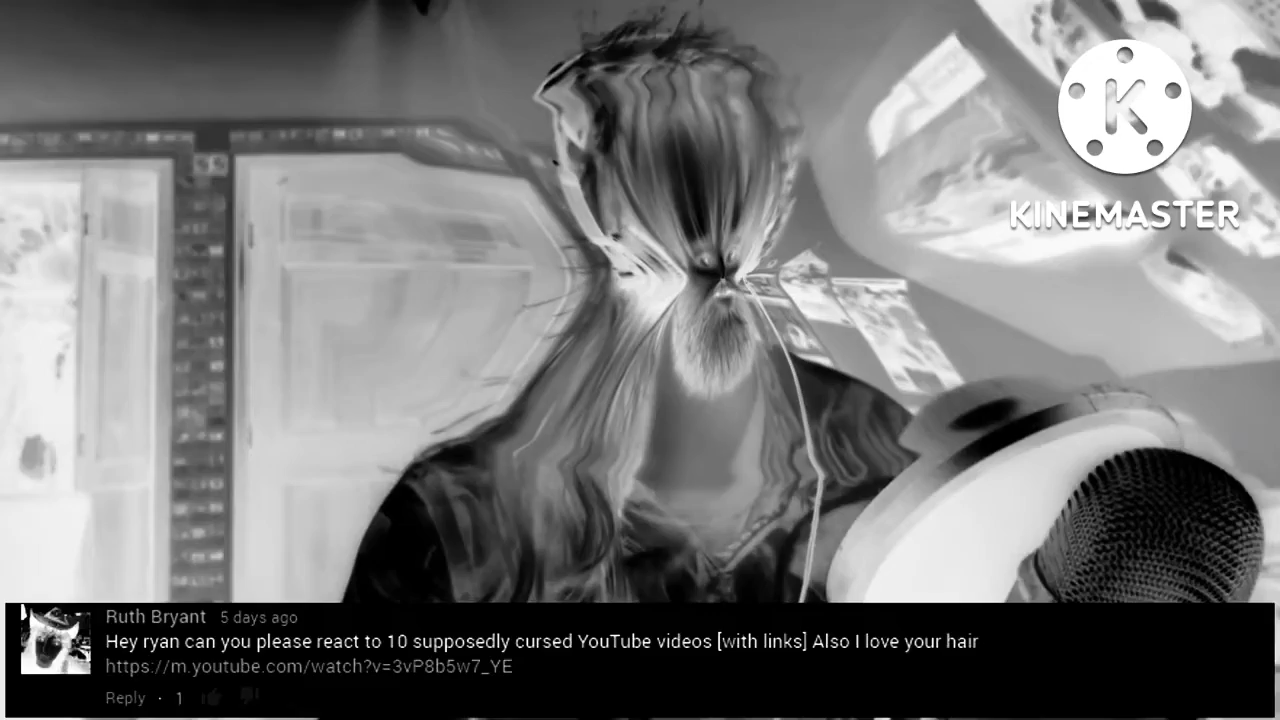 KINEMASTER
Ruth Bryant 5 days ago
Hey ryan can you please react to 10 supposedly cursed YouTube videos [with links] Also I love your hair
https://m.youtube.com/watch?v=3vP8b5w7_YE
Reply · 1